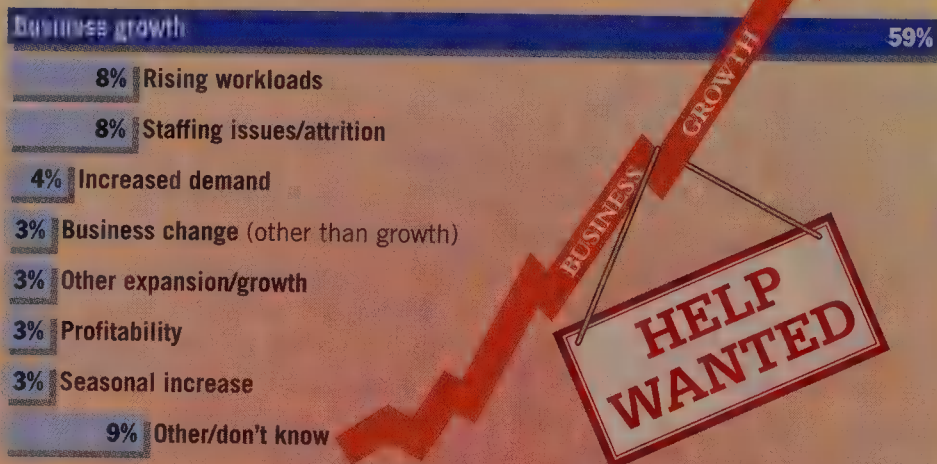 Business growth 59%
8% Rising workloads
8% Staffing issues/attrition
4% Increased demand
3% Business change (other than growth)
3% Other expansion/growth
3% Profitability
3% Seasonal increase
9% Other/don't know
BUSINESS GROWTH
HELP
WANTED